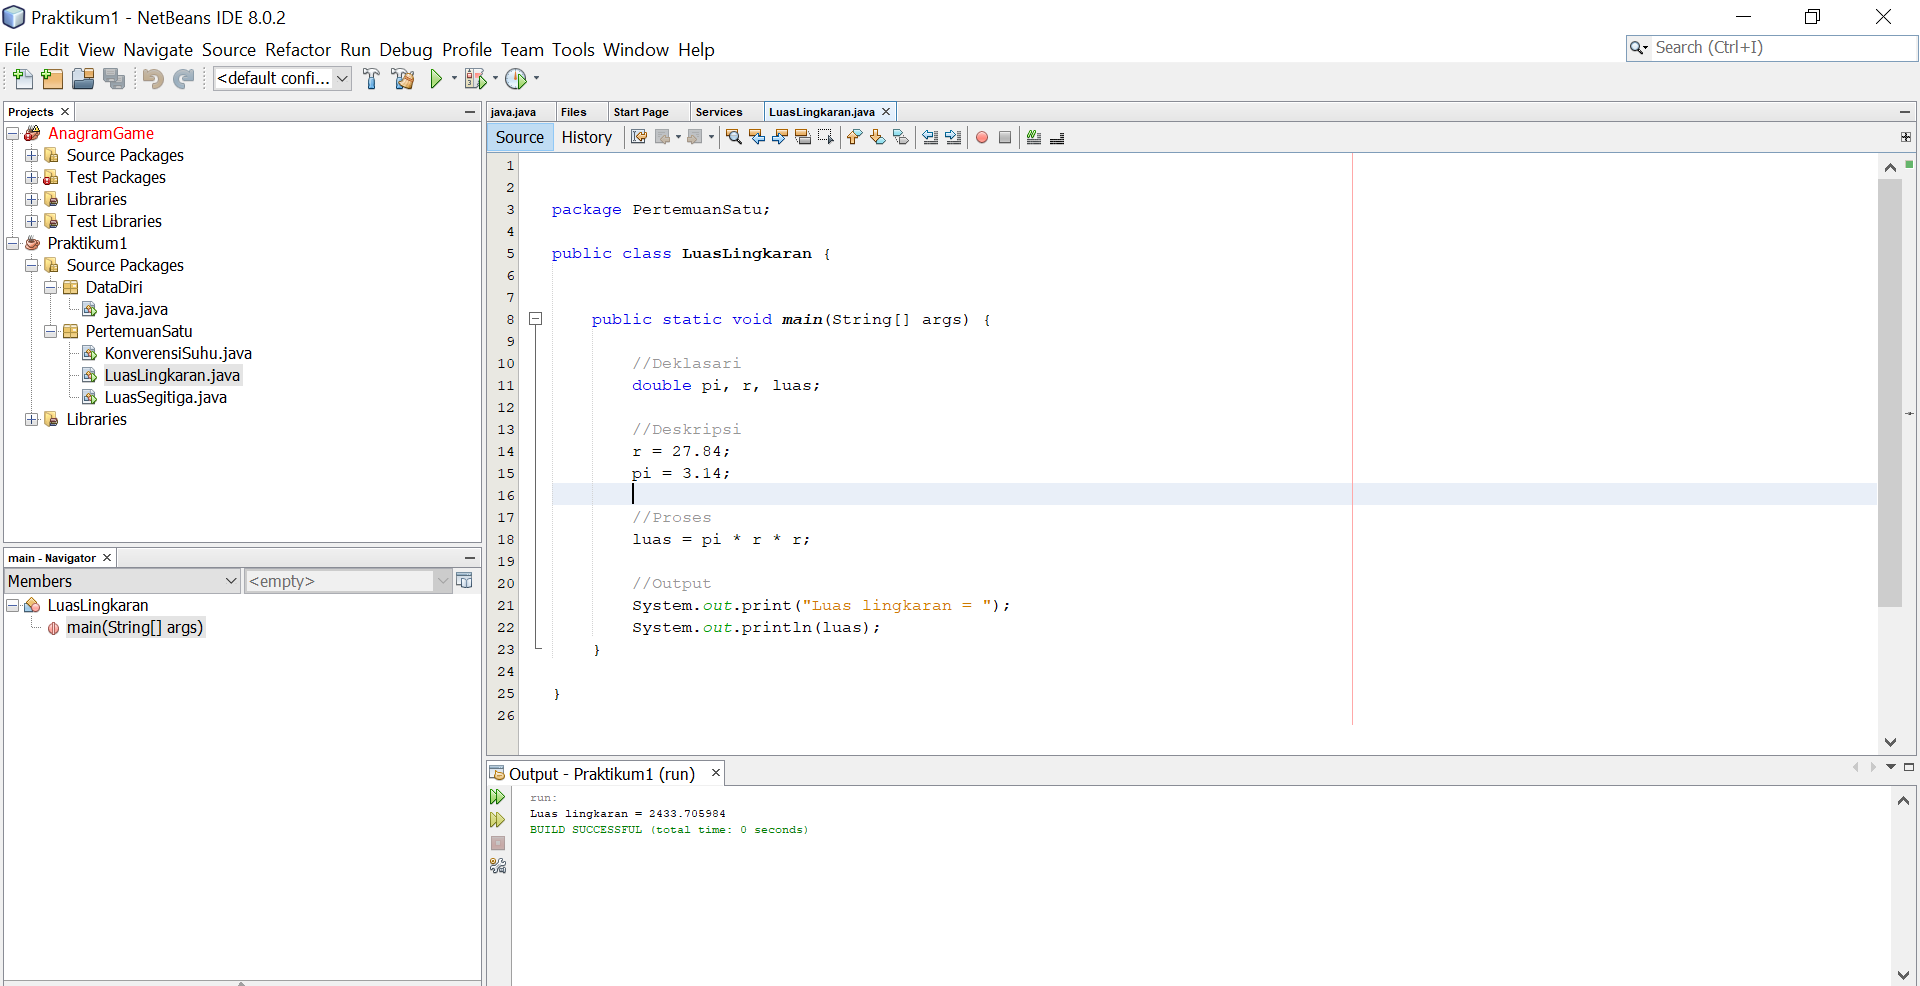 Praktikum1 - NetBeans IDE 8.0.2
File Edit View Navigate Source Refactor Run Debug Profile Team Tools Window Help
Search (Ctrl+I)
<default confi...
Projects
AnagramGame
Source Packages
Test Packages
Libraries
Test Libraries
Praktikum1
Source Packages
DataDiri
java.java
PertemuanSatu
KonverensiSuhu.java
LuasLingkaran.java
LuasSegitiga.java
Libraries
main - Navigator
Members
<empty>
LuasLingkaran
main(String[] args)
java.java Files Start Page Services LuasLingkaran.java
Source History
1
2
3 package PertemuanSatu;
4
5 public class LuasLingkaran {
6
7
8 public static void main(String[] args) {
9
10 //Deklasari
11 double pi, r, luas;
12
13 //Deskripsi
14 r = 27.84;
15 pi = 3.14;
16
17 //Proses
18 luas = pi * r * r;
19
20 //Output
21 System.out.print("Luas lingkaran = ");
22 System.out.println(luas);
23 }
24
25 }
26
Output - Praktikum1 (run)
run:
Luas lingkaran = 2433.705984
BUILD SUCCESSFUL (total time: 0 seconds)